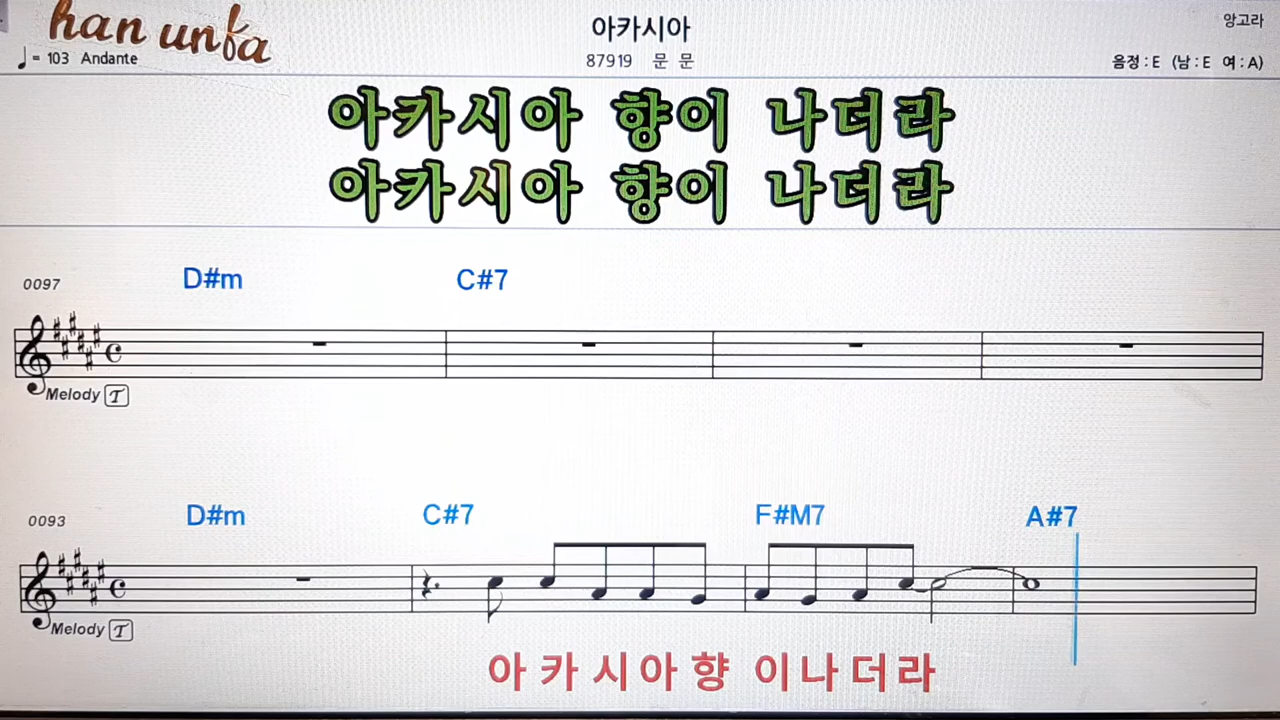 han unfa
♩= 103 Andante
아카시아
87919 문 문
앙고라
음정 : E (남 : E 여 : A)
아카시아 향이 나더라
아카시아 향이 나더라
0097 D#m C#7
Melody T
0093 D#m C#7 F#M7 A#7
Melody T
아 카 시 아 향 이 나 더 라